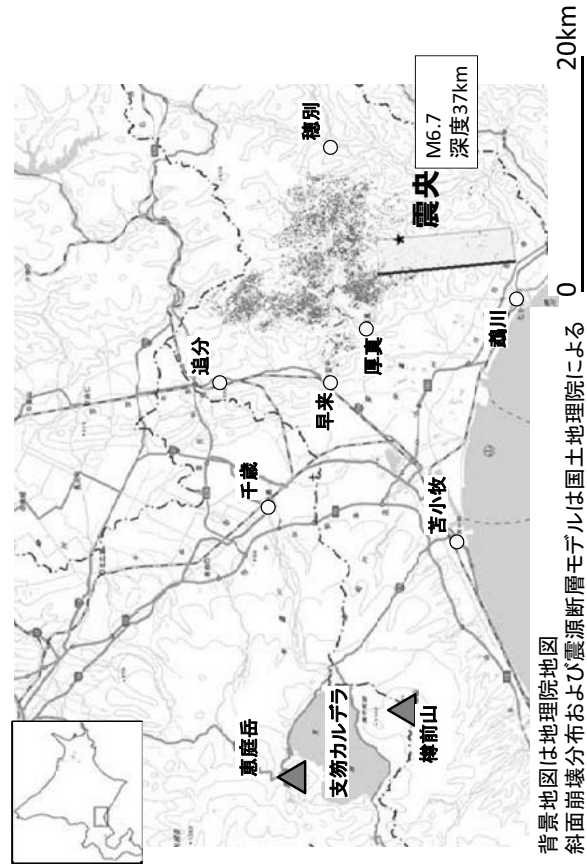 恵庭岳
支笏カルデラ
樽前山
千歳
追分
早来
苫小牧
厚真
鵡川
穂別
震央
M6.7
深度37km
0
20km
背景地図は地理院地図
斜面崩壊分布および震源断層モデルは国土地理院による